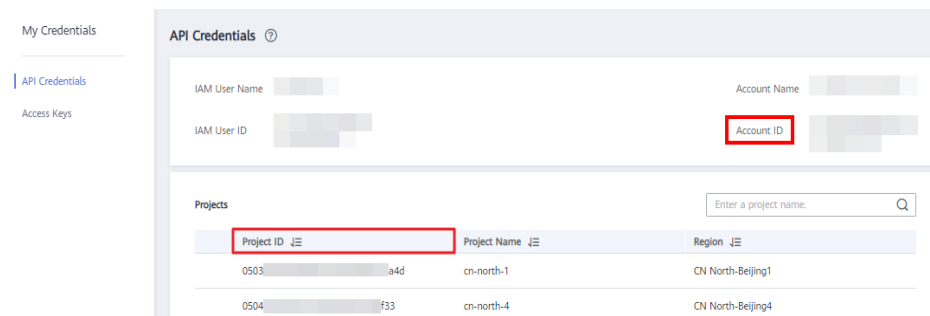 My Credentials
API Credentials
Access Keys
API Credentials ?
IAM User Name
Account Name
IAM User ID
Account ID
Projects
Enter a project name.
Project ID Project Name Region
0503 a4d cn-north-1 CN North-Beijing1
0504 f33 cn-north-4 CN North-Beijing4